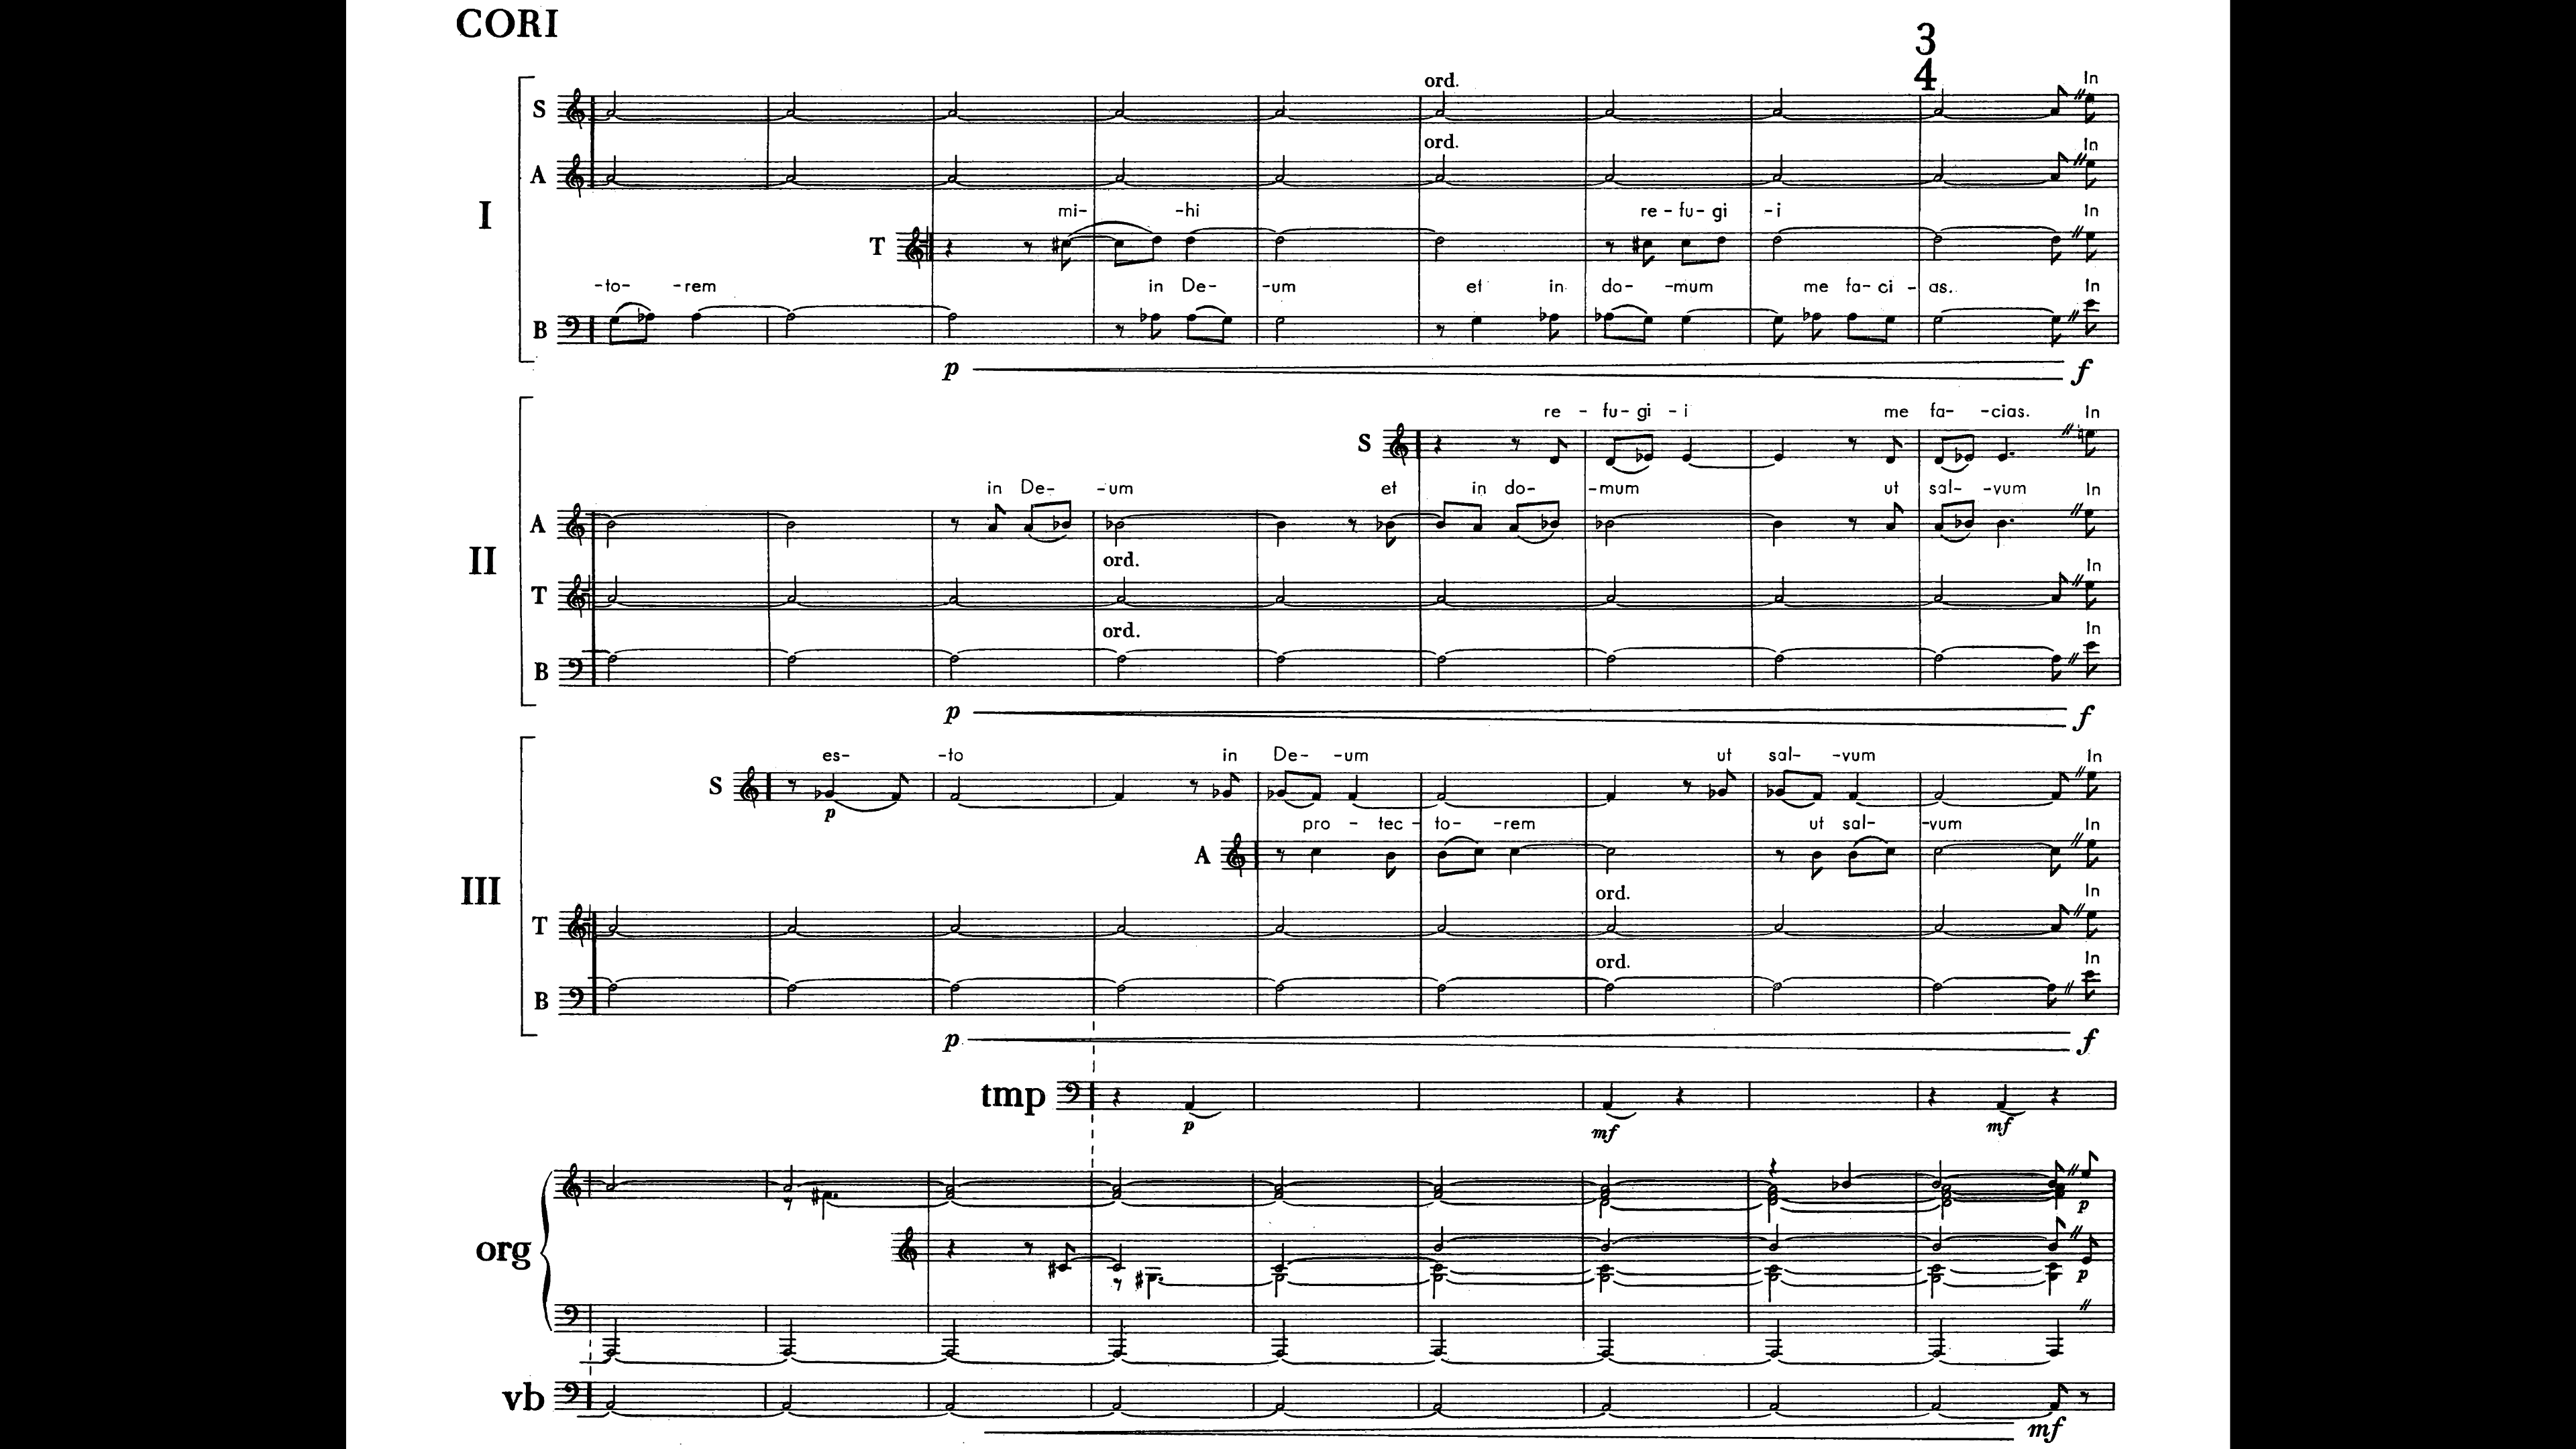 CORI
3
4
ord.
In
S
ord.
In
A
I
mi- -hi re - fu - gi -i In
T
-to- -rem in De- -um et in do- -mum me fa - ci - as. In
B
p f
re - fu - gi - i me fa- -cias. In
S
in De- -um et in do- -mum ut sal- -vum In
A
II
ord. In
T
ord. In
B
p f
es- -to in De- -um ut sal- -vum In
S
p
pro - tec - to- -rem ut sal- -vum In
A
III
ord. In
T
ord. In
B
p f
tmp
p mf mf
p
org
p
vb
mf